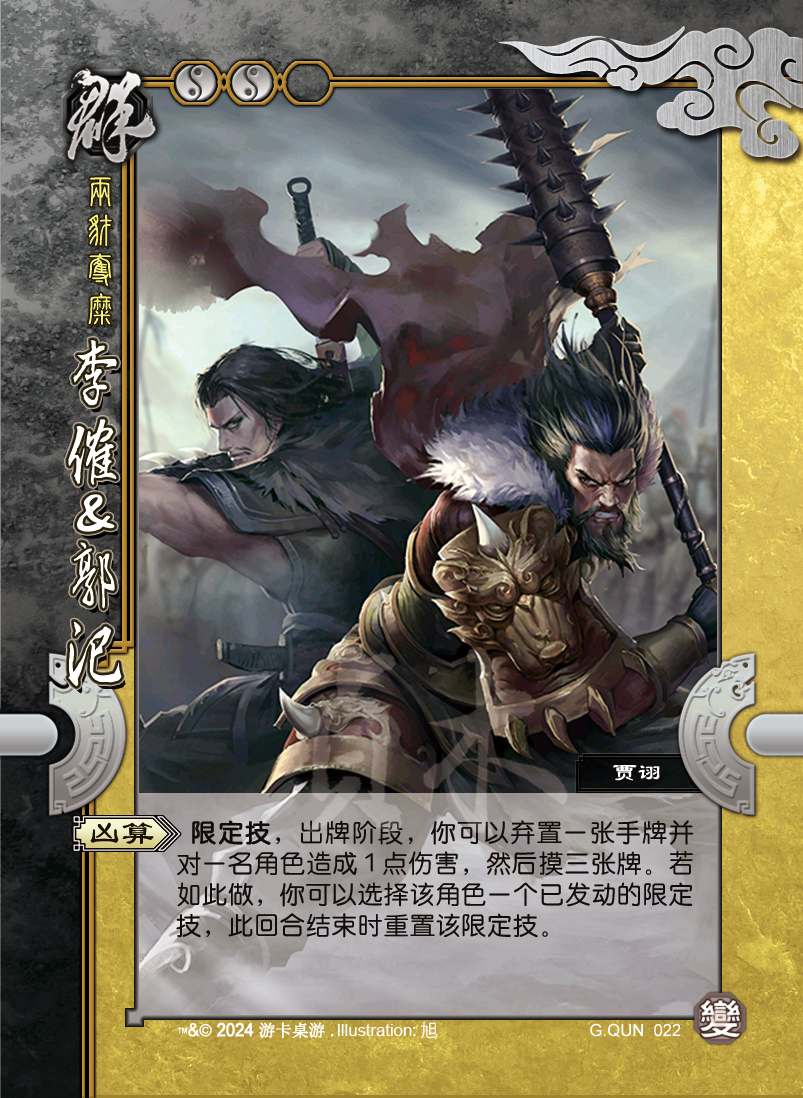 群
兩豺奪糜
李傕&郭汜
贾诩
凶算
限定技，出牌阶段，你可以弃置一张手牌并
对一名角色造成1点伤害，然后摸三张牌。若
如此做，你可以选择该角色一个已发动的限定
技，此回合结束时重置该限定技。
™&© 2024 游卡桌游 . Illustration: 旭
G.QUN 022
變